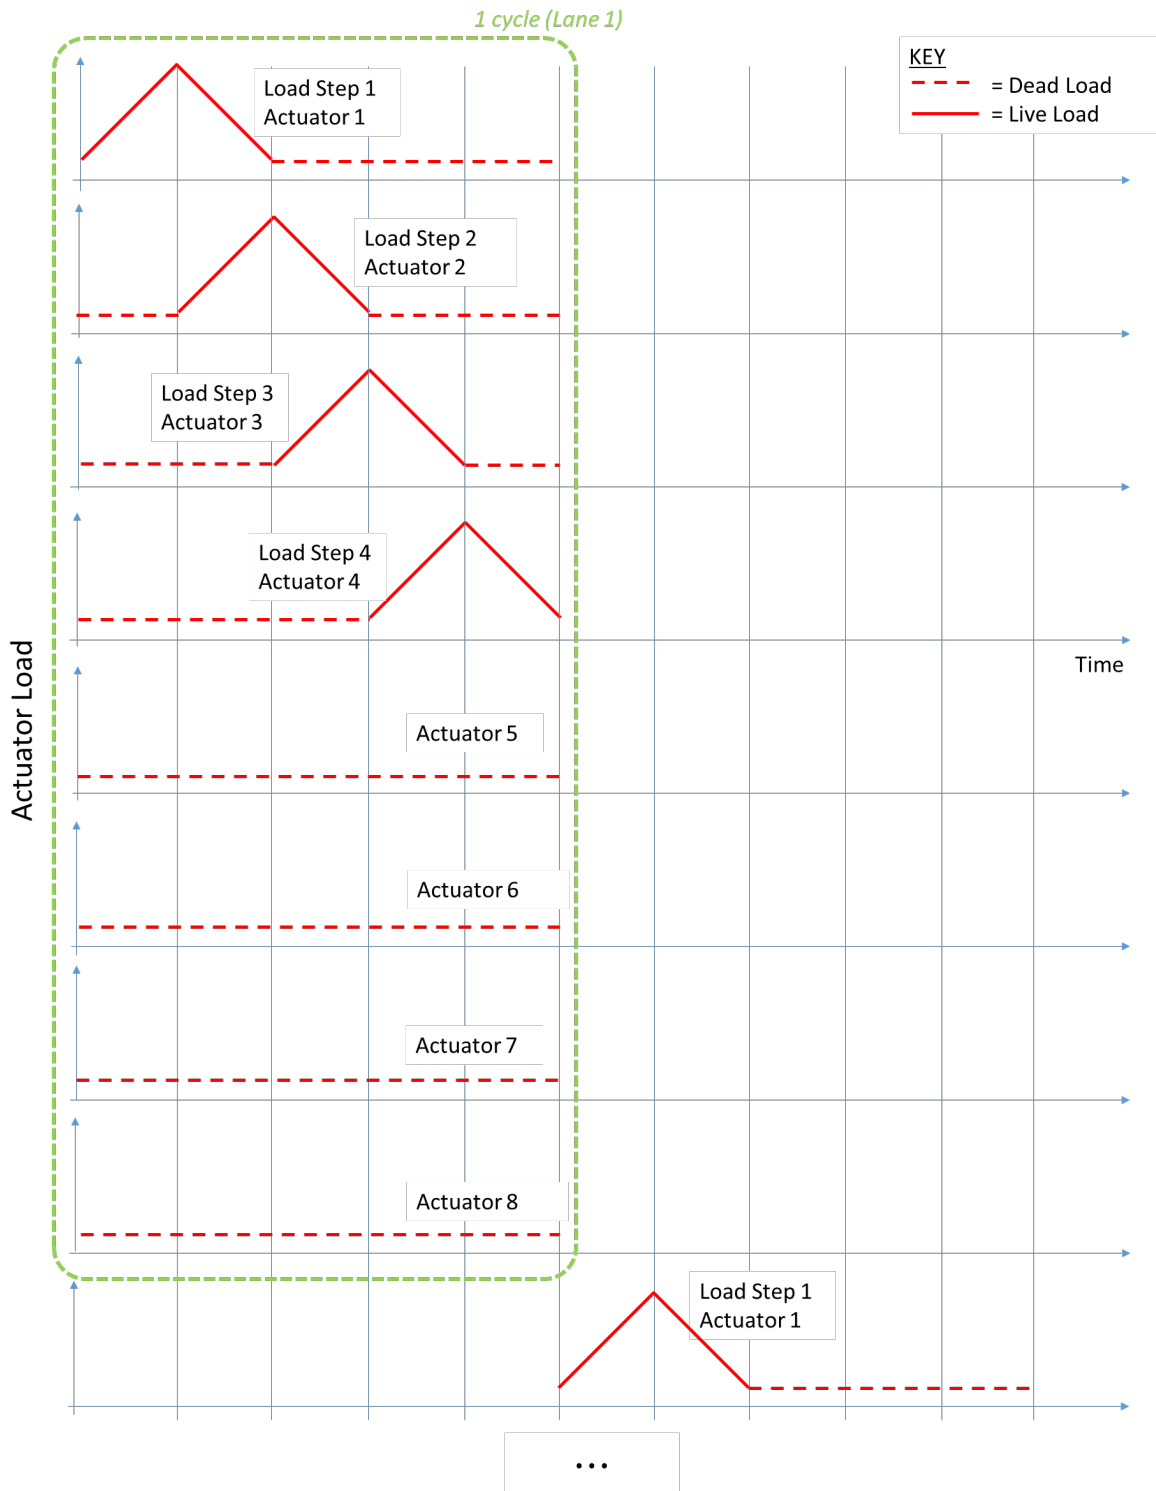 1 cycle (Lane 1)
KEY
= Dead Load
= Live Load
Load Step 1
Actuator 1
Load Step 2
Actuator 2
Load Step 3
Actuator 3
Load Step 4
Actuator 4
Time
Actuator Load
Actuator 5
Actuator 6
Actuator 7
Actuator 8
Load Step 1
Actuator 1
...